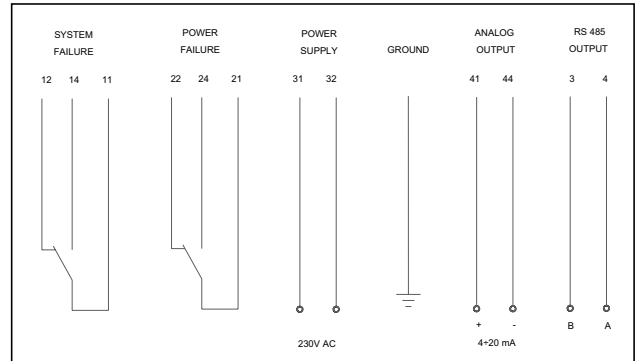 SYSTEM
FAILURE
POWER
FAILURE
POWER
SUPPLY
GROUND
ANALOG
OUTPUT
RS 485
OUTPUT
12 14 11 22 24 21 31 32 41 44 3 4
+ - B A
230V AC 4÷20 mA